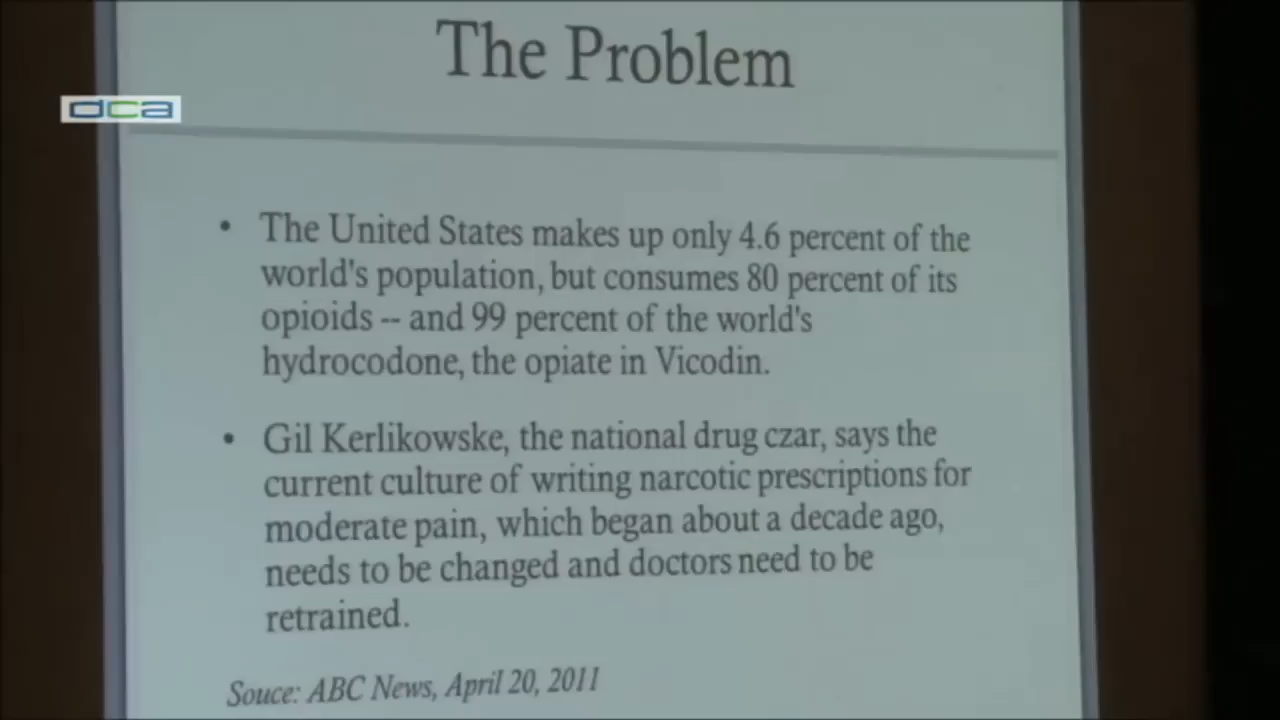 The Problem
dca
• The United States makes up only 4.6 percent of the
world's population, but consumes 80 percent of its
opioids -- and 99 percent of the world's
hydrocodone, the opiate in Vicodin.
• Gil Kerlikowske, the national drug czar, says the
current culture of writing narcotic prescriptions for
moderate pain, which began about a decade ago,
needs to be changed and doctors need to be
retrained.
Souce: ABC News, April 20, 2011